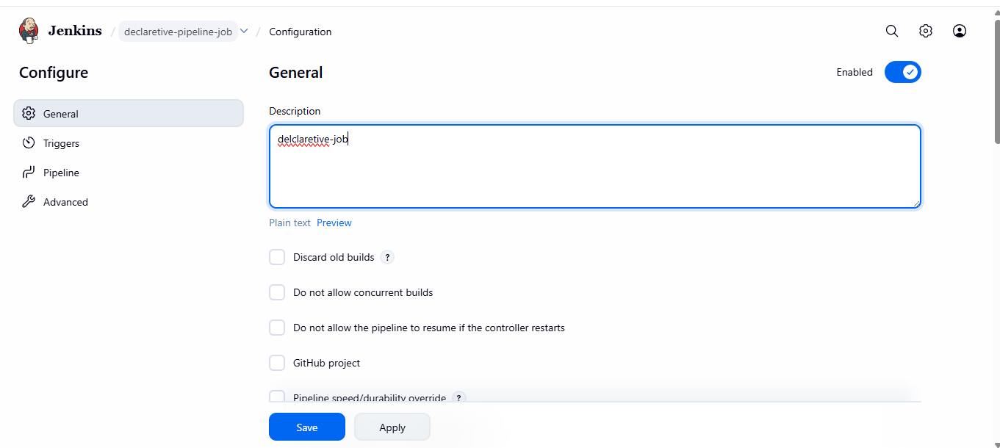 Jenkins / declaretive-pipeline-job / Configuration
Configure
General
Triggers
Pipeline
Advanced
General
Enabled
Description
delclaretive-job
Plain text Preview
Discard old builds ?
Do not allow concurrent builds
Do not allow the pipeline to resume if the controller restarts
GitHub project
Pipeline speed/durability override ?
Save Apply